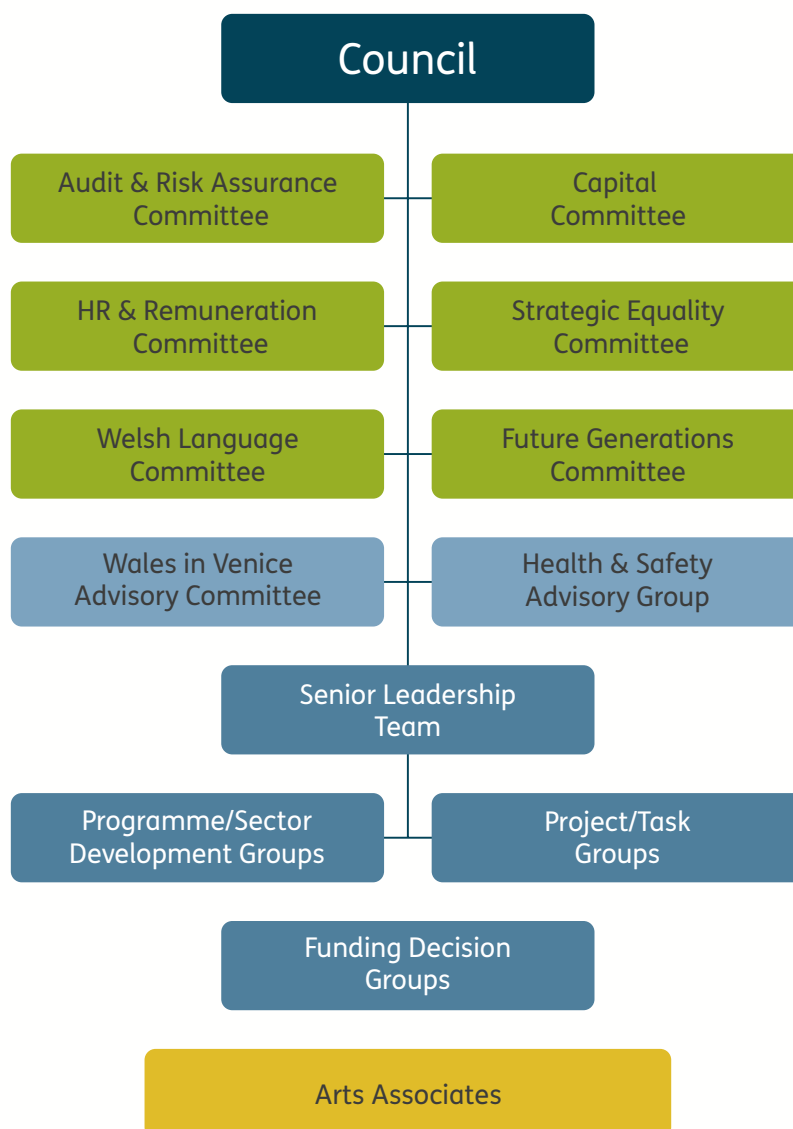 Council
Audit & Risk Assurance
Committee
Capital
Committee
HR & Remuneration
Committee
Strategic Equality
Committee
Welsh Language
Committee
Future Generations
Committee
Wales in Venice
Advisory Committee
Health & Safety
Advisory Group
Senior Leadership
Team
Programme/Sector
Development Groups
Project/Task
Groups
Funding Decision
Groups
Arts Associates